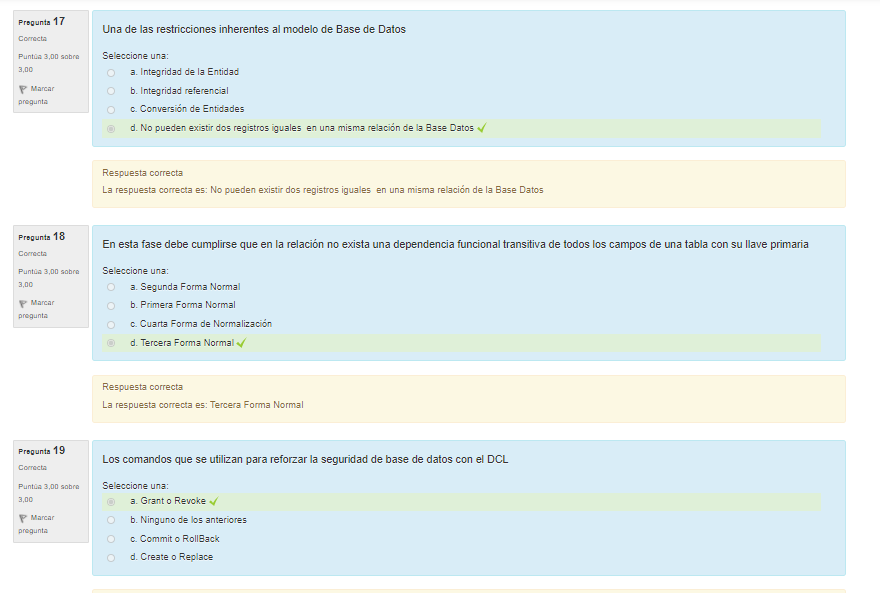 Pregunta 17
Correcta
Puntúa 3,00 sobre
3,00
Marcar
pregunta
Una de las restricciones inherentes al modelo de Base de Datos
Seleccione una:
a. Integridad de la Entidad
b. Integridad referencial
c. Conversión de Entidades
d. No pueden existir dos registros iguales en una misma relación de la Base Datos
Respuesta correcta
La respuesta correcta es: No pueden existir dos registros iguales en una misma relación de la Base Datos
Pregunta 18
Correcta
Puntúa 3,00 sobre
3,00
Marcar
pregunta
En esta fase debe cumplirse que en la relación no exista una dependencia funcional transitiva de todos los campos de una tabla con su llave primaria
Seleccione una:
a. Segunda Forma Normal
b. Primera Forma Normal
c. Cuarta Forma de Normalización
d. Tercera Forma Normal
Respuesta correcta
La respuesta correcta es: Tercera Forma Normal
Pregunta 19
Correcta
Puntúa 3,00 sobre
3,00
Marcar
pregunta
Los comandos que se utilizan para reforzar la seguridad de base de datos con el DCL
Seleccione una:
a. Grant o Revoke
b. Ninguno de los anteriores
c. Commit o RollBack
d. Create o Replace